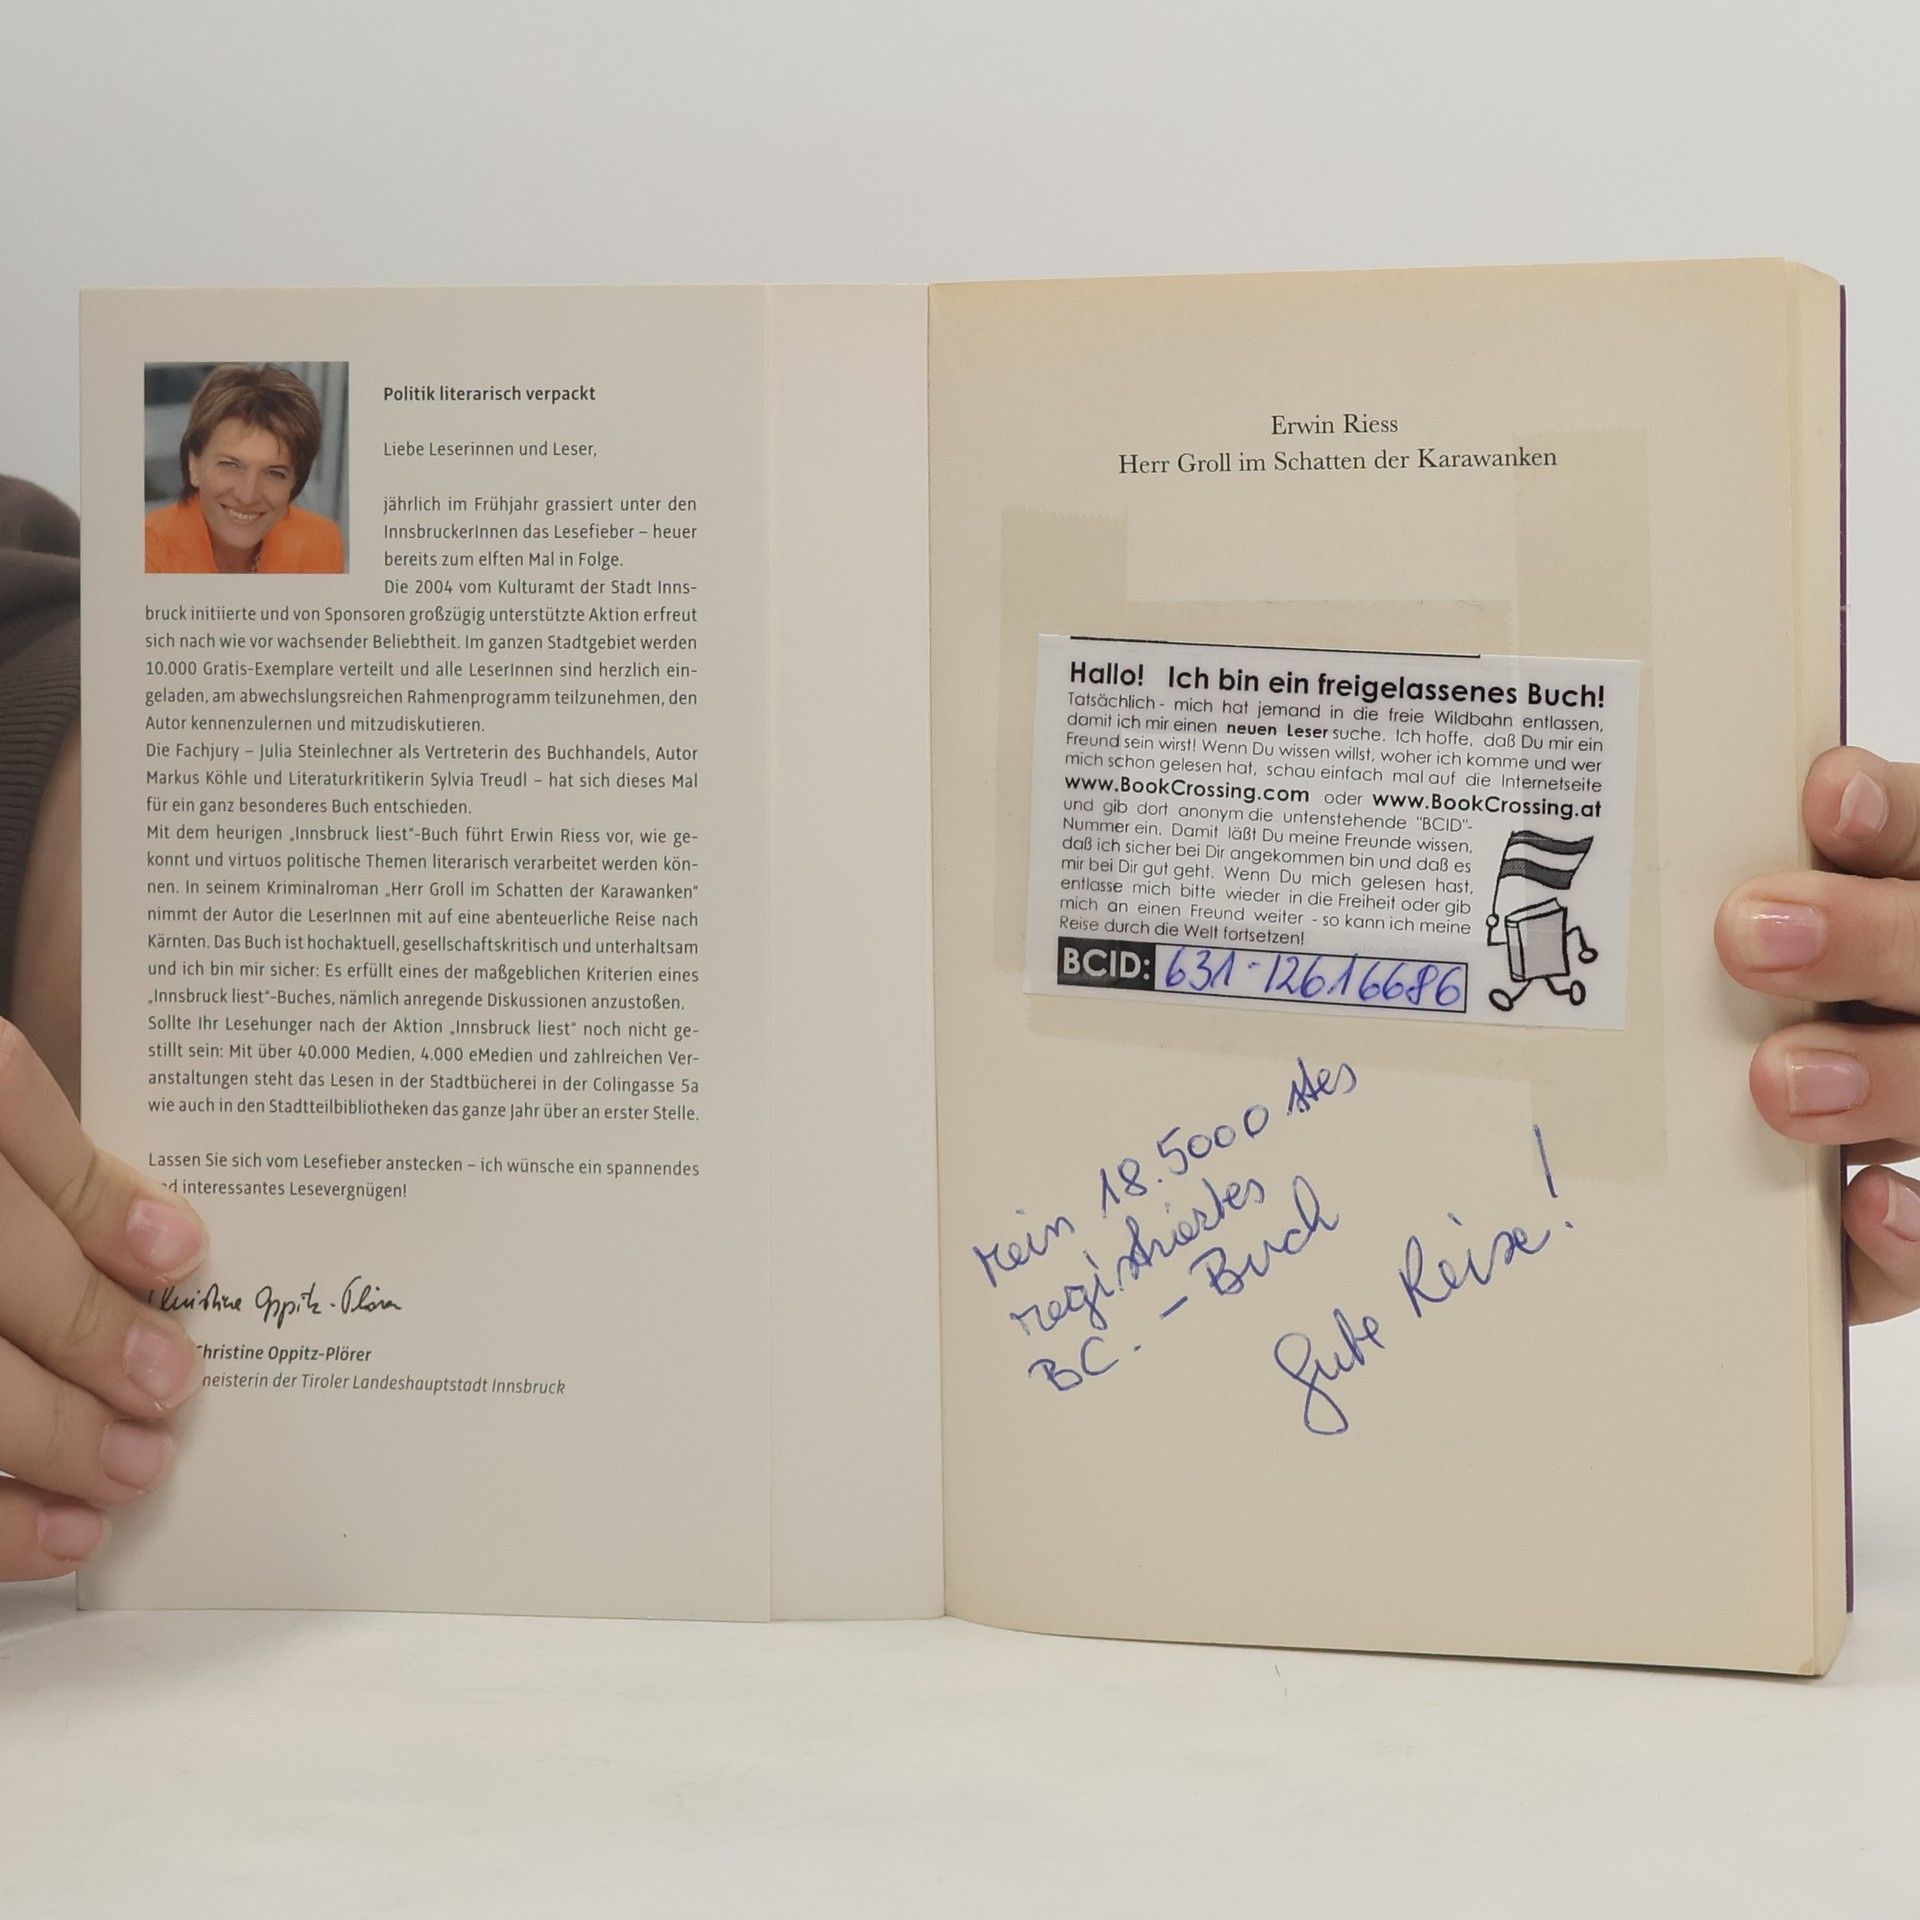 Politik literarisch verpackt
Liebe Leserinnen und Leser,
jährlich im Frühjahr grassiert unter den
InnsbruckerInnen das Lesefieber – heuer
bereits zum elften Mal in Folge.
Die 2004 vom Kulturamt der Stadt Inns-
bruck initiierte und von Sponsoren großzügig unterstützte Aktion erfreut
sich nach wie vor wachsender Beliebtheit. Im ganzen Stadtgebiet werden
10.000 Gratis-Exemplare verteilt und alle LeserInnen sind herzlich ein-
geladen, am abwechslungsreichen Rahmenprogramm teilzunehmen, den
Autor kennenzulernen und mitzudiskutieren.
Die Fachjury – Julia Steinlechner als Vertreterin des Buchhandels, Autor
Markus Köhle und Literaturkritikerin Sylvia Treudl – hat sich dieses Mal
für ein ganz besonderes Buch entschieden.
Mit dem heurigen „Innsbruck liest“-Buch führt Erwin Riess vor, wie ge-
konnt und virtuos politische Themen literarisch verarbeitet werden kön-
nen. In seinem Kriminalroman „Herr Groll im Schatten der Karawanken“
nimmt der Autor die LeserInnen mit auf eine abenteuerliche Reise nach
Kärnten. Das Buch ist hochaktuell, gesellschaftskritisch und unterhaltsam
und ich bin mir sicher: Es erfüllt eines der maßgeblichen Kriterien eines
„Innsbruck liest“-Buches, nämlich anregende Diskussionen anzustoßen.
Sollte Ihr Lesehunger nach der Aktion „Innsbruck liest“ noch nicht ge-
stillt sein: Mit über 40.000 Medien, 4.000 eMedien und zahlreichen Ver-
anstaltungen steht das Lesen in der Stadtbücherei in der Colingasse 5a
wie auch in den Stadtteilbibliotheken das ganze Jahr über an erster Stelle.
Lassen Sie sich vom Lesefieber anstecken – ich wünsche ein spannendes
interessantes Lesevergnügen!
Christine Oppitz-Plörer
Christine Oppitz-Plörer
meisterin der Tiroler Landeshauptstadt Innsbruck
Erwin Riess
Herr Groll im Schatten der Karawanken
Hallo! Ich bin ein freigelassenes Buch!
Tatsächlich - mich hat jemand in die freie Wildbahn entlassen,
damit ich mir einen neuen Leser suche. Ich hoffe, daß Du mir ein
Freund sein wirst! Wenn Du wissen willst, woher ich komme und wer
mich schon gelesen hat, schau einfach mal auf die Internetseite
www.BookCrossing.com oder www.BookCrossing.at
und gib dort anonym die untenstehende "BCID"-
Nummer ein. Damit läßt Du meine Freunde wissen,
daß ich sicher bei Dir angekommen bin und daß es
mir bei Dir gut geht. Wenn Du mich gelesen hast,
entlasse mich bitte wieder in die Freiheit oder gib
mich an einen Freund weiter - so kann ich meine
Reise durch die Welt fortsetzen!
BCID: 631-12616686
Mein 18.5000 stes
registriertes
BC. - Buch
Gute Reise!